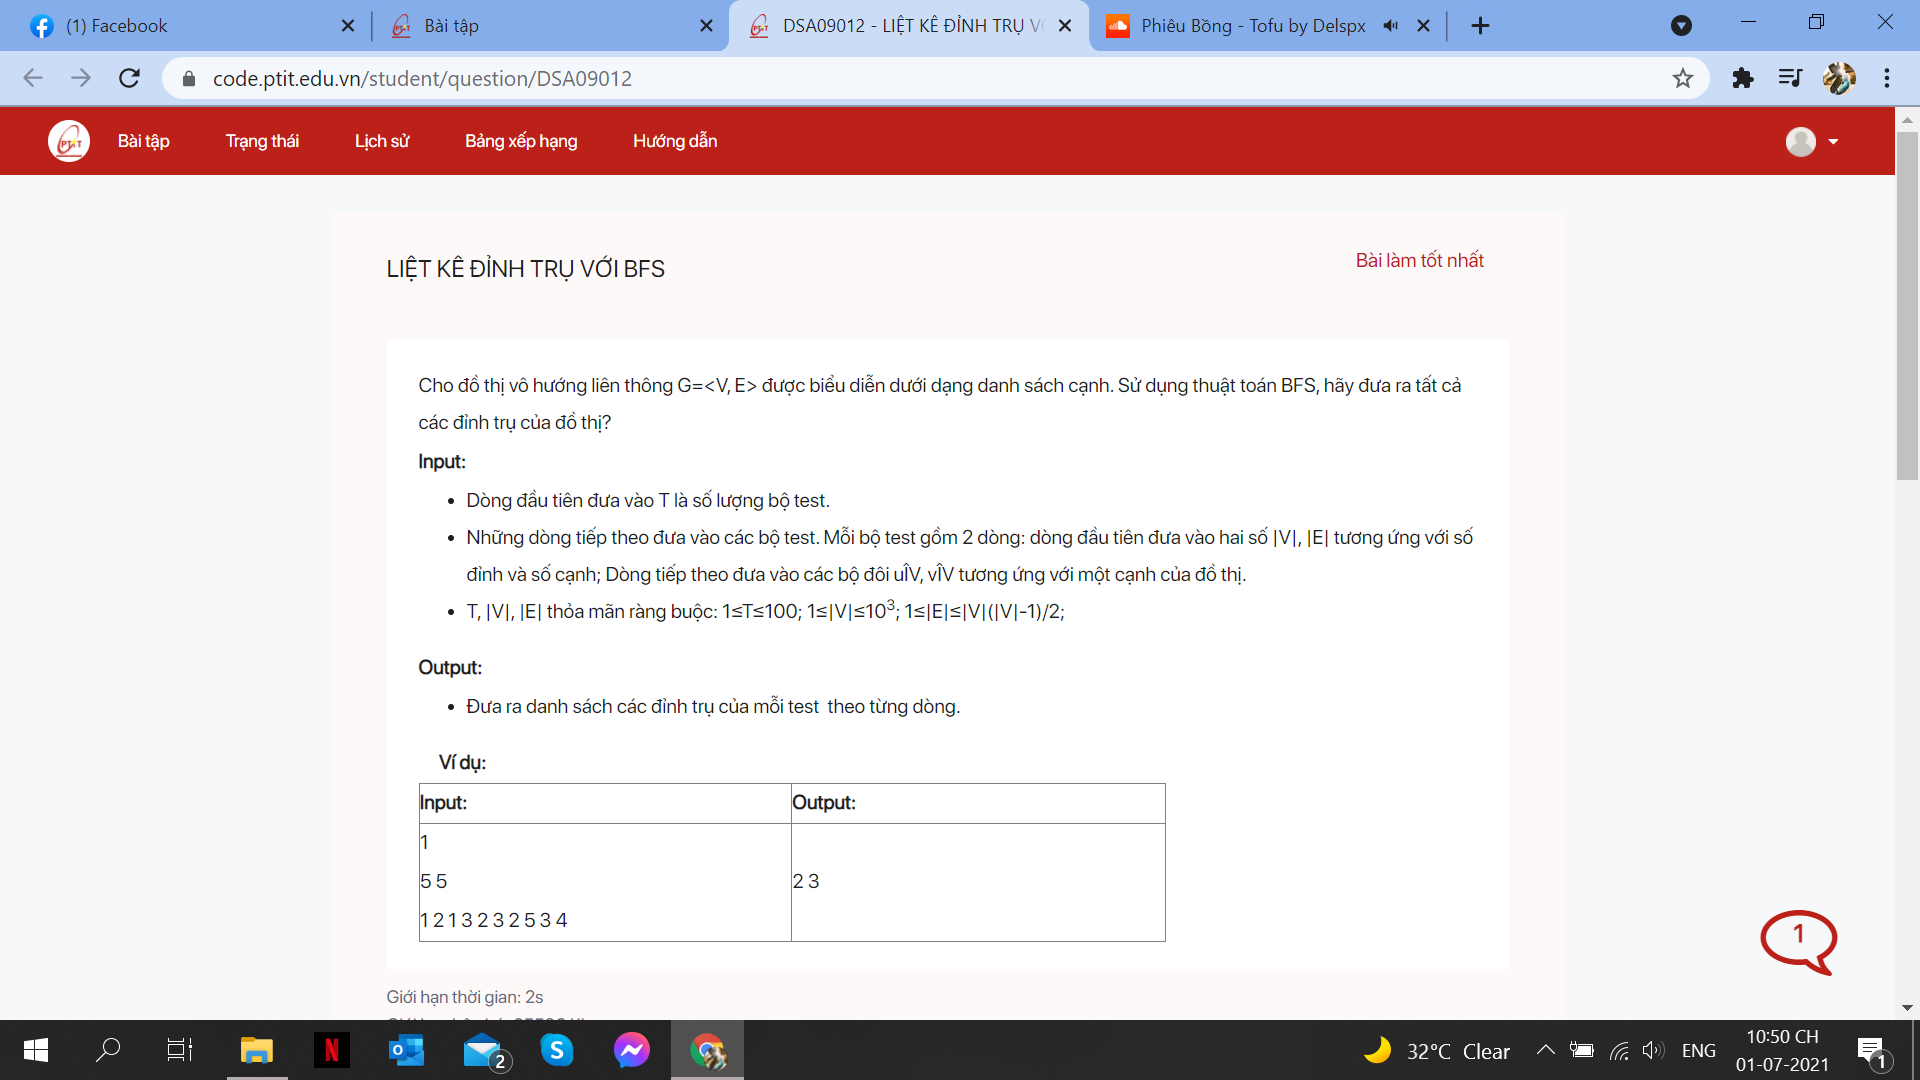 (1) Facebook
Bài tập
DSA09012 - LIỆT KÊ ĐỈNH TRỤ VỚ
Phiêu Bồng - Tofu by Delspx
code.ptit.edu.vn/student/question/DSA09012
Bài tập Trạng thái Lịch sử Bảng xếp hạng Hướng dẫn
LIỆT KÊ ĐỈNH TRỤ VỚI BFS
Bài làm tốt nhất
Cho đồ thị vô hướng liên thông G=<V, E> được biểu diễn dưới dạng danh sách cạnh. Sử dụng thuật toán BFS, hãy đưa ra tất cả
các đỉnh trụ của đồ thị?
Input:
• Dòng đầu tiên đưa vào T là số lượng bộ test.
• Những dòng tiếp theo đưa vào các bộ test. Mỗi bộ test gồm 2 dòng: dòng đầu tiên đưa vào hai số |V|, |E| tương ứng với số
đỉnh và số cạnh; Dòng tiếp theo đưa vào các bộ đôi uÎV, vÎV tương ứng với một cạnh của đồ thị.
• T, |V|, |E| thỏa mãn ràng buộc: 1≤T≤100; 1≤|V|≤10³; 1≤|E|≤|V|(|V|-1)/2;
Output:
• Đưa ra danh sách các đỉnh trụ của mỗi test theo từng dòng.
Ví dụ:
Input: Output:
1
5 5
1 2 1 3 2 3 2 5 3 4
2 3
1
Giới hạn thời gian: 2s
2
32°C Clear
ENG
10:50 CH
01-07-2021
1